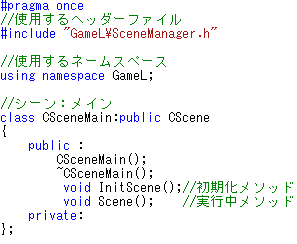 #pragma once
//使用するヘッダーファイル
#include "GameL¥SceneManager.h"
//使用するネームスペース
using namespace GameL;
//シーン：メイン
class CSceneMain:public CScene
{
public :
CSceneMain();
~CSceneMain();
void InitScene();//初期化メソッド
void Scene(); //実行中メソッド
private:
};